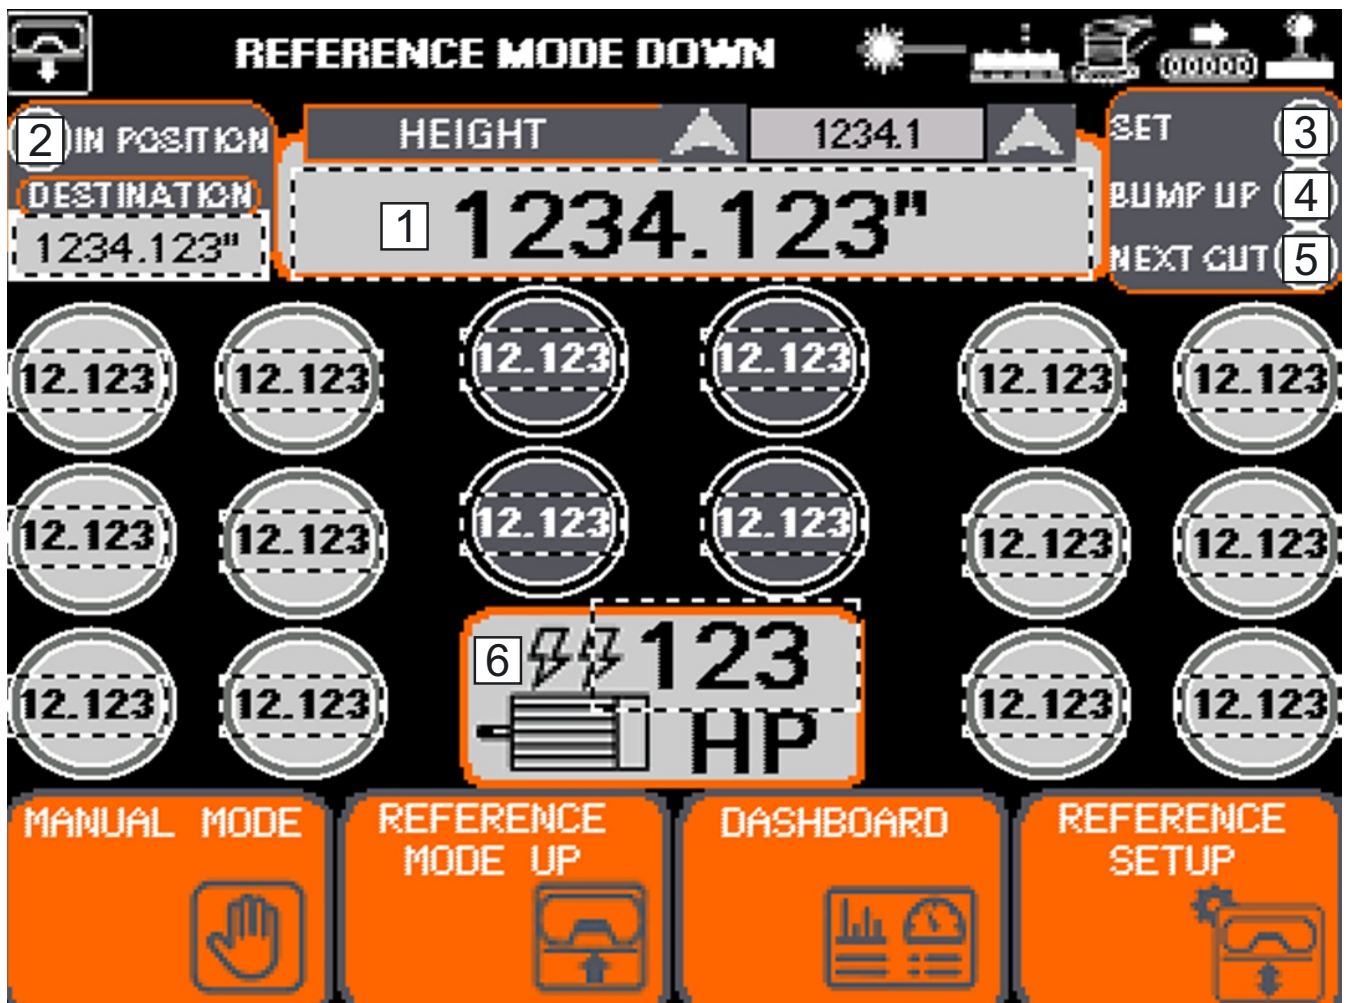 REFERENCE MODE DOWN
2 IN POSITION
HEIGHT 1234.1
SET 3
DESTINATION
1 1234.123"
BUMP UP 4
1234.123"
NEXT CUT 5
12.123 12.123 12.123 12.123 12.123 12.123
12.123 12.123 12.123 12.123 12.123 12.123
6 123
HP
12.123 12.123 12.123 12.123
MANUAL MODE
REFERENCE
MODE UP
DASHBOARD
REFERENCE
SETUP